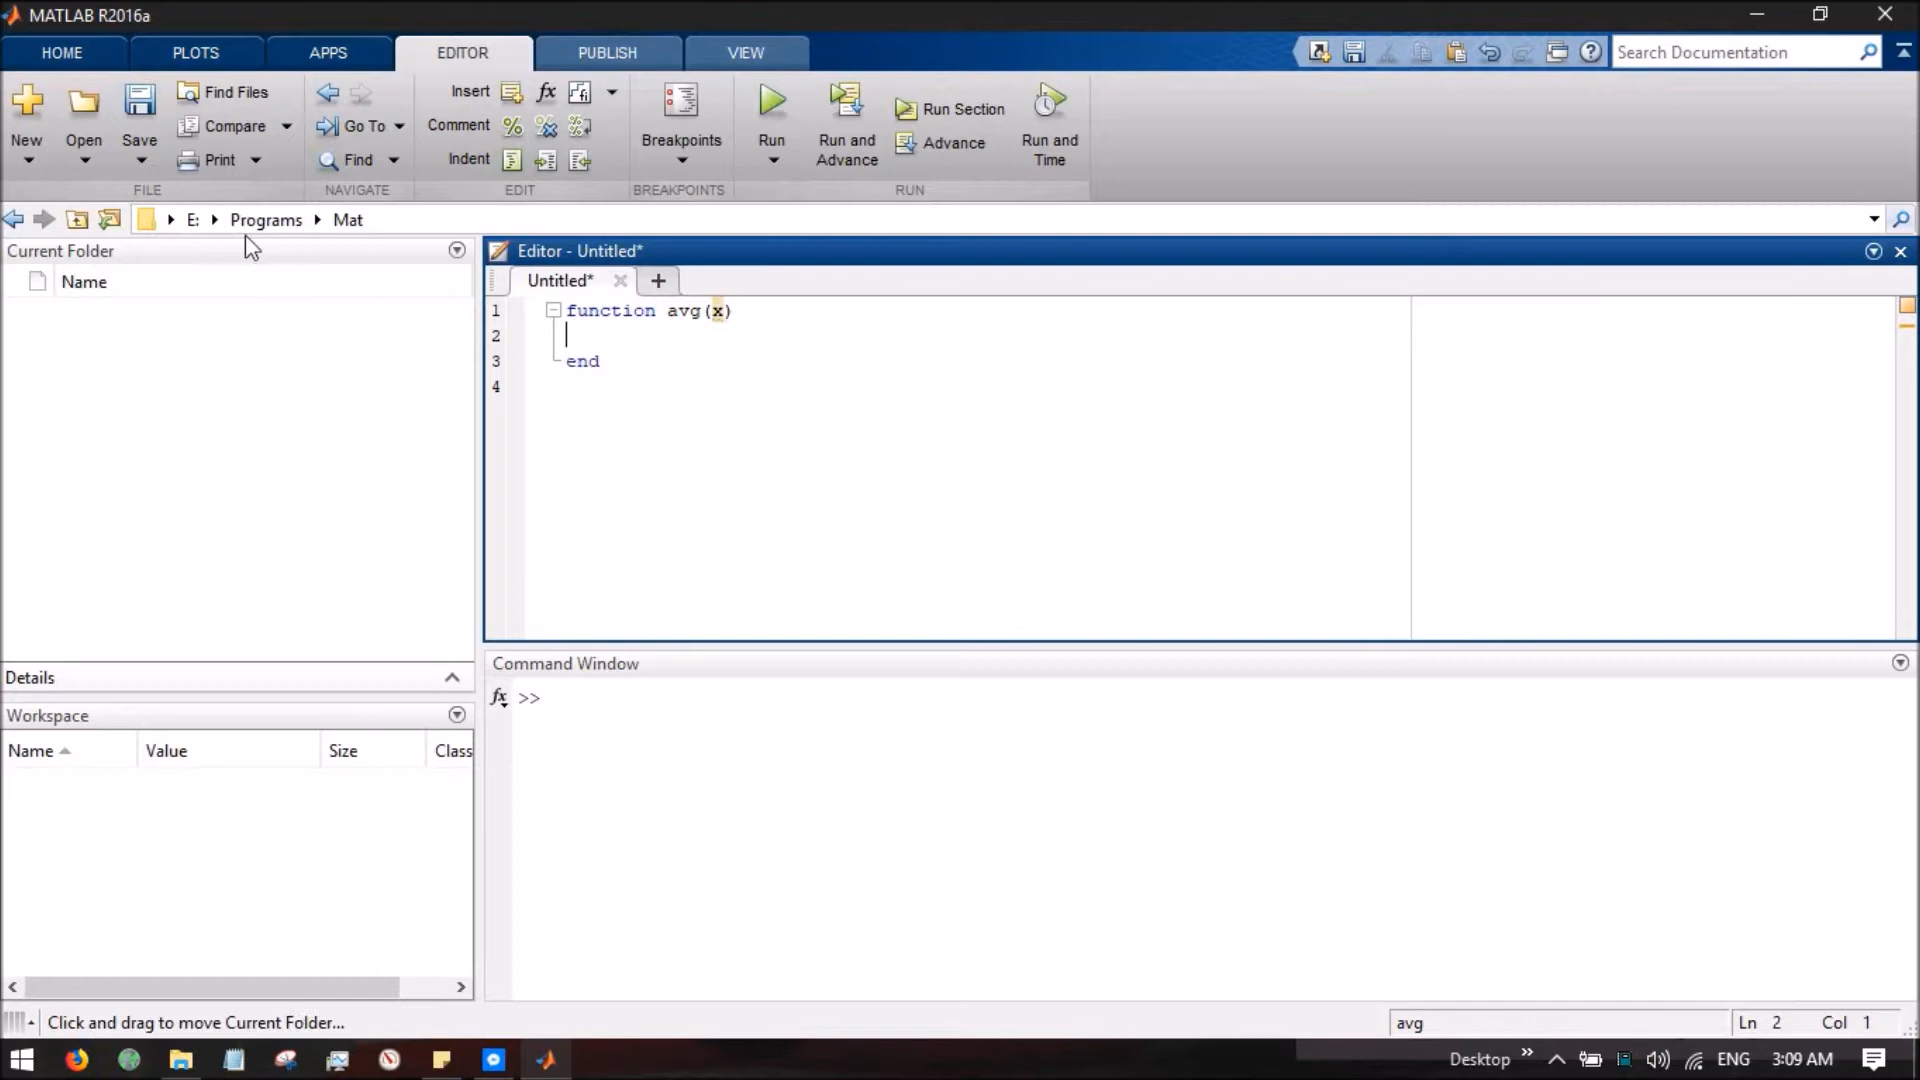 MATLAB R2016a
HOME PLOTS APPS EDITOR PUBLISH VIEW
Search Documentation
New Open Save Find Files Compare Print
FILE
Go To Find
NAVIGATE
Insert fx fi
Comment % % %
Indent
EDIT
Breakpoints
BREAKPOINTS
Run Run and Advance Run Section Advance Run and Time
RUN
E: Programs Mat
Current Folder
Name
Editor - Untitled*
Untitled* +
1 function avg(x)
2
3 end
4
Details
Workspace
Name Value Size Class
Command Window
fx >>
Click and drag to move Current Folder...
avg
Ln 2 Col 1
Desktop » ENG 3:09 AM